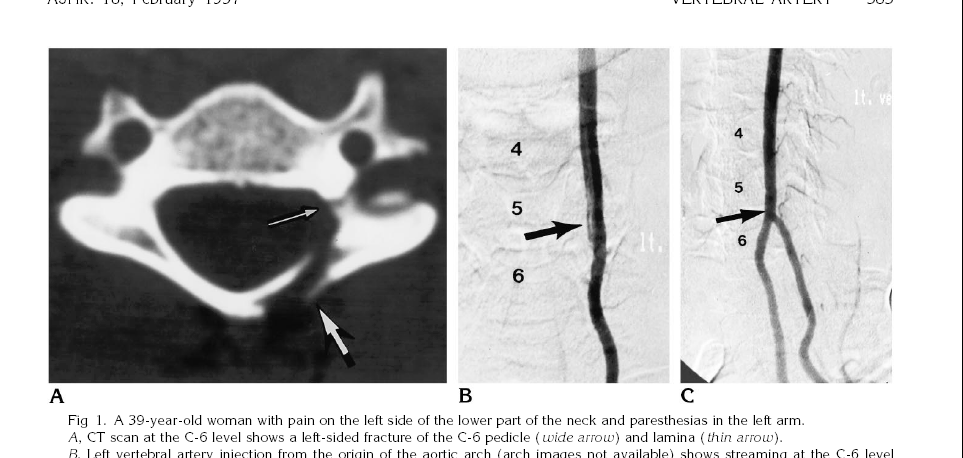 AJNR: 18, February 1997 VERTEBRAL ARTERY 385
lt. ve
4
4
5
5
lt.
6
6
A B C
Fig 1. A 39-year-old woman with pain on the left side of the lower part of the neck and paresthesias in the left arm.
A, CT scan at the C-6 level shows a left-sided fracture of the C-6 pedicle (wide arrow) and lamina (thin arrow).
B, Left vertebral artery injection from the origin of the aortic arch (arch images not available) shows streaming at the C-6 level